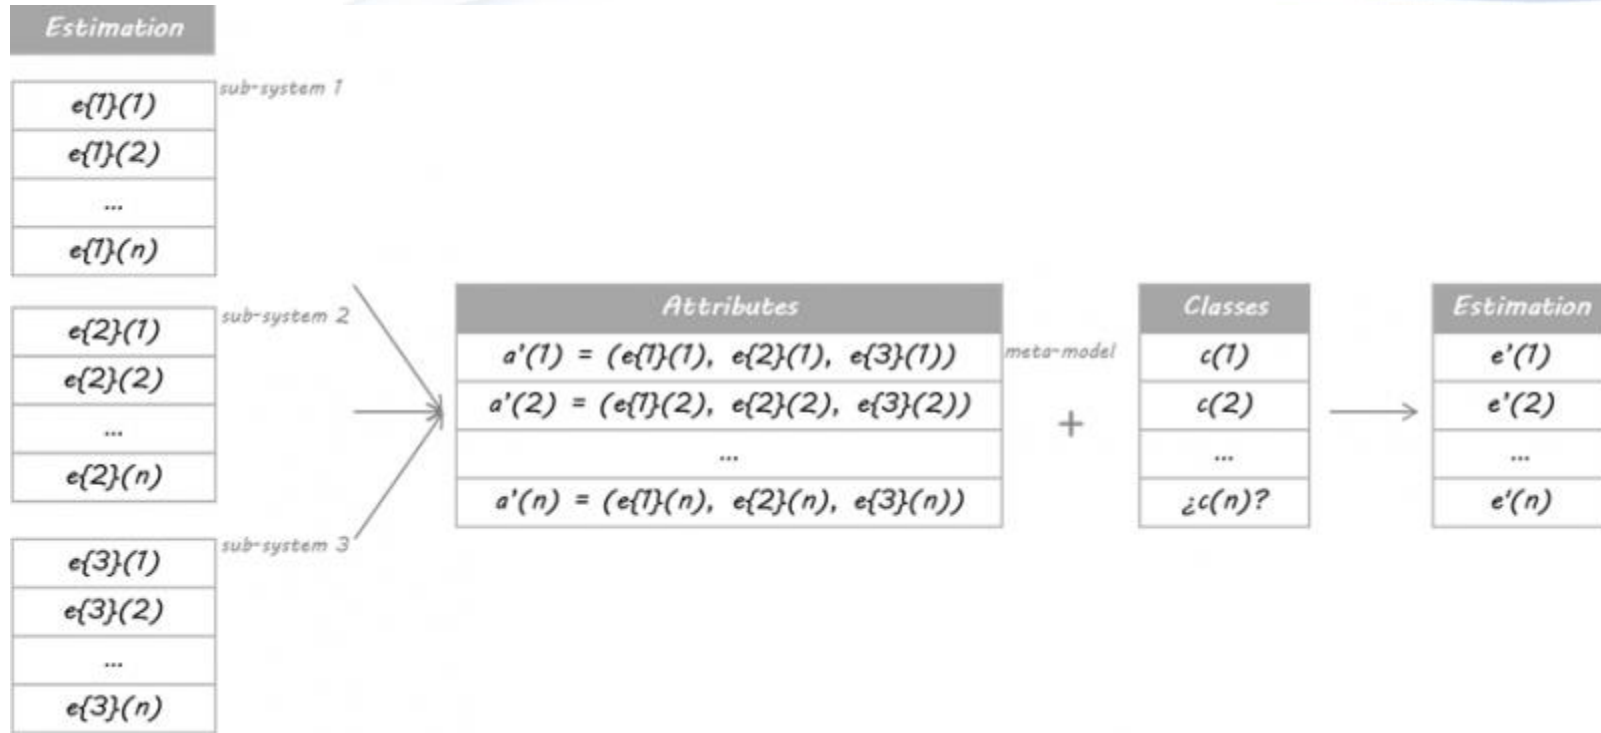 Estimation
sub-system 1
e{1}(1)
e{1}(2)
...
e{1}(n)
sub-system 2
e{2}(1)
e{2}(2)
...
e{2}(n)
sub-system 3
e{3}(1)
e{3}(2)
...
e{3}(n)
Attributes
a'(1) = (e{1}(1), e{2}(1), e{3}(1))
a'(2) = (e{1}(2), e{2}(2), e{3}(2))
...
a'(n) = (e{1}(n), e{2}(n), e{3}(n))
meta-model
+
Classes
c(1)
c(2)
...
¿c(n)?
Estimation
e'(1)
e'(2)
...
e'(n)